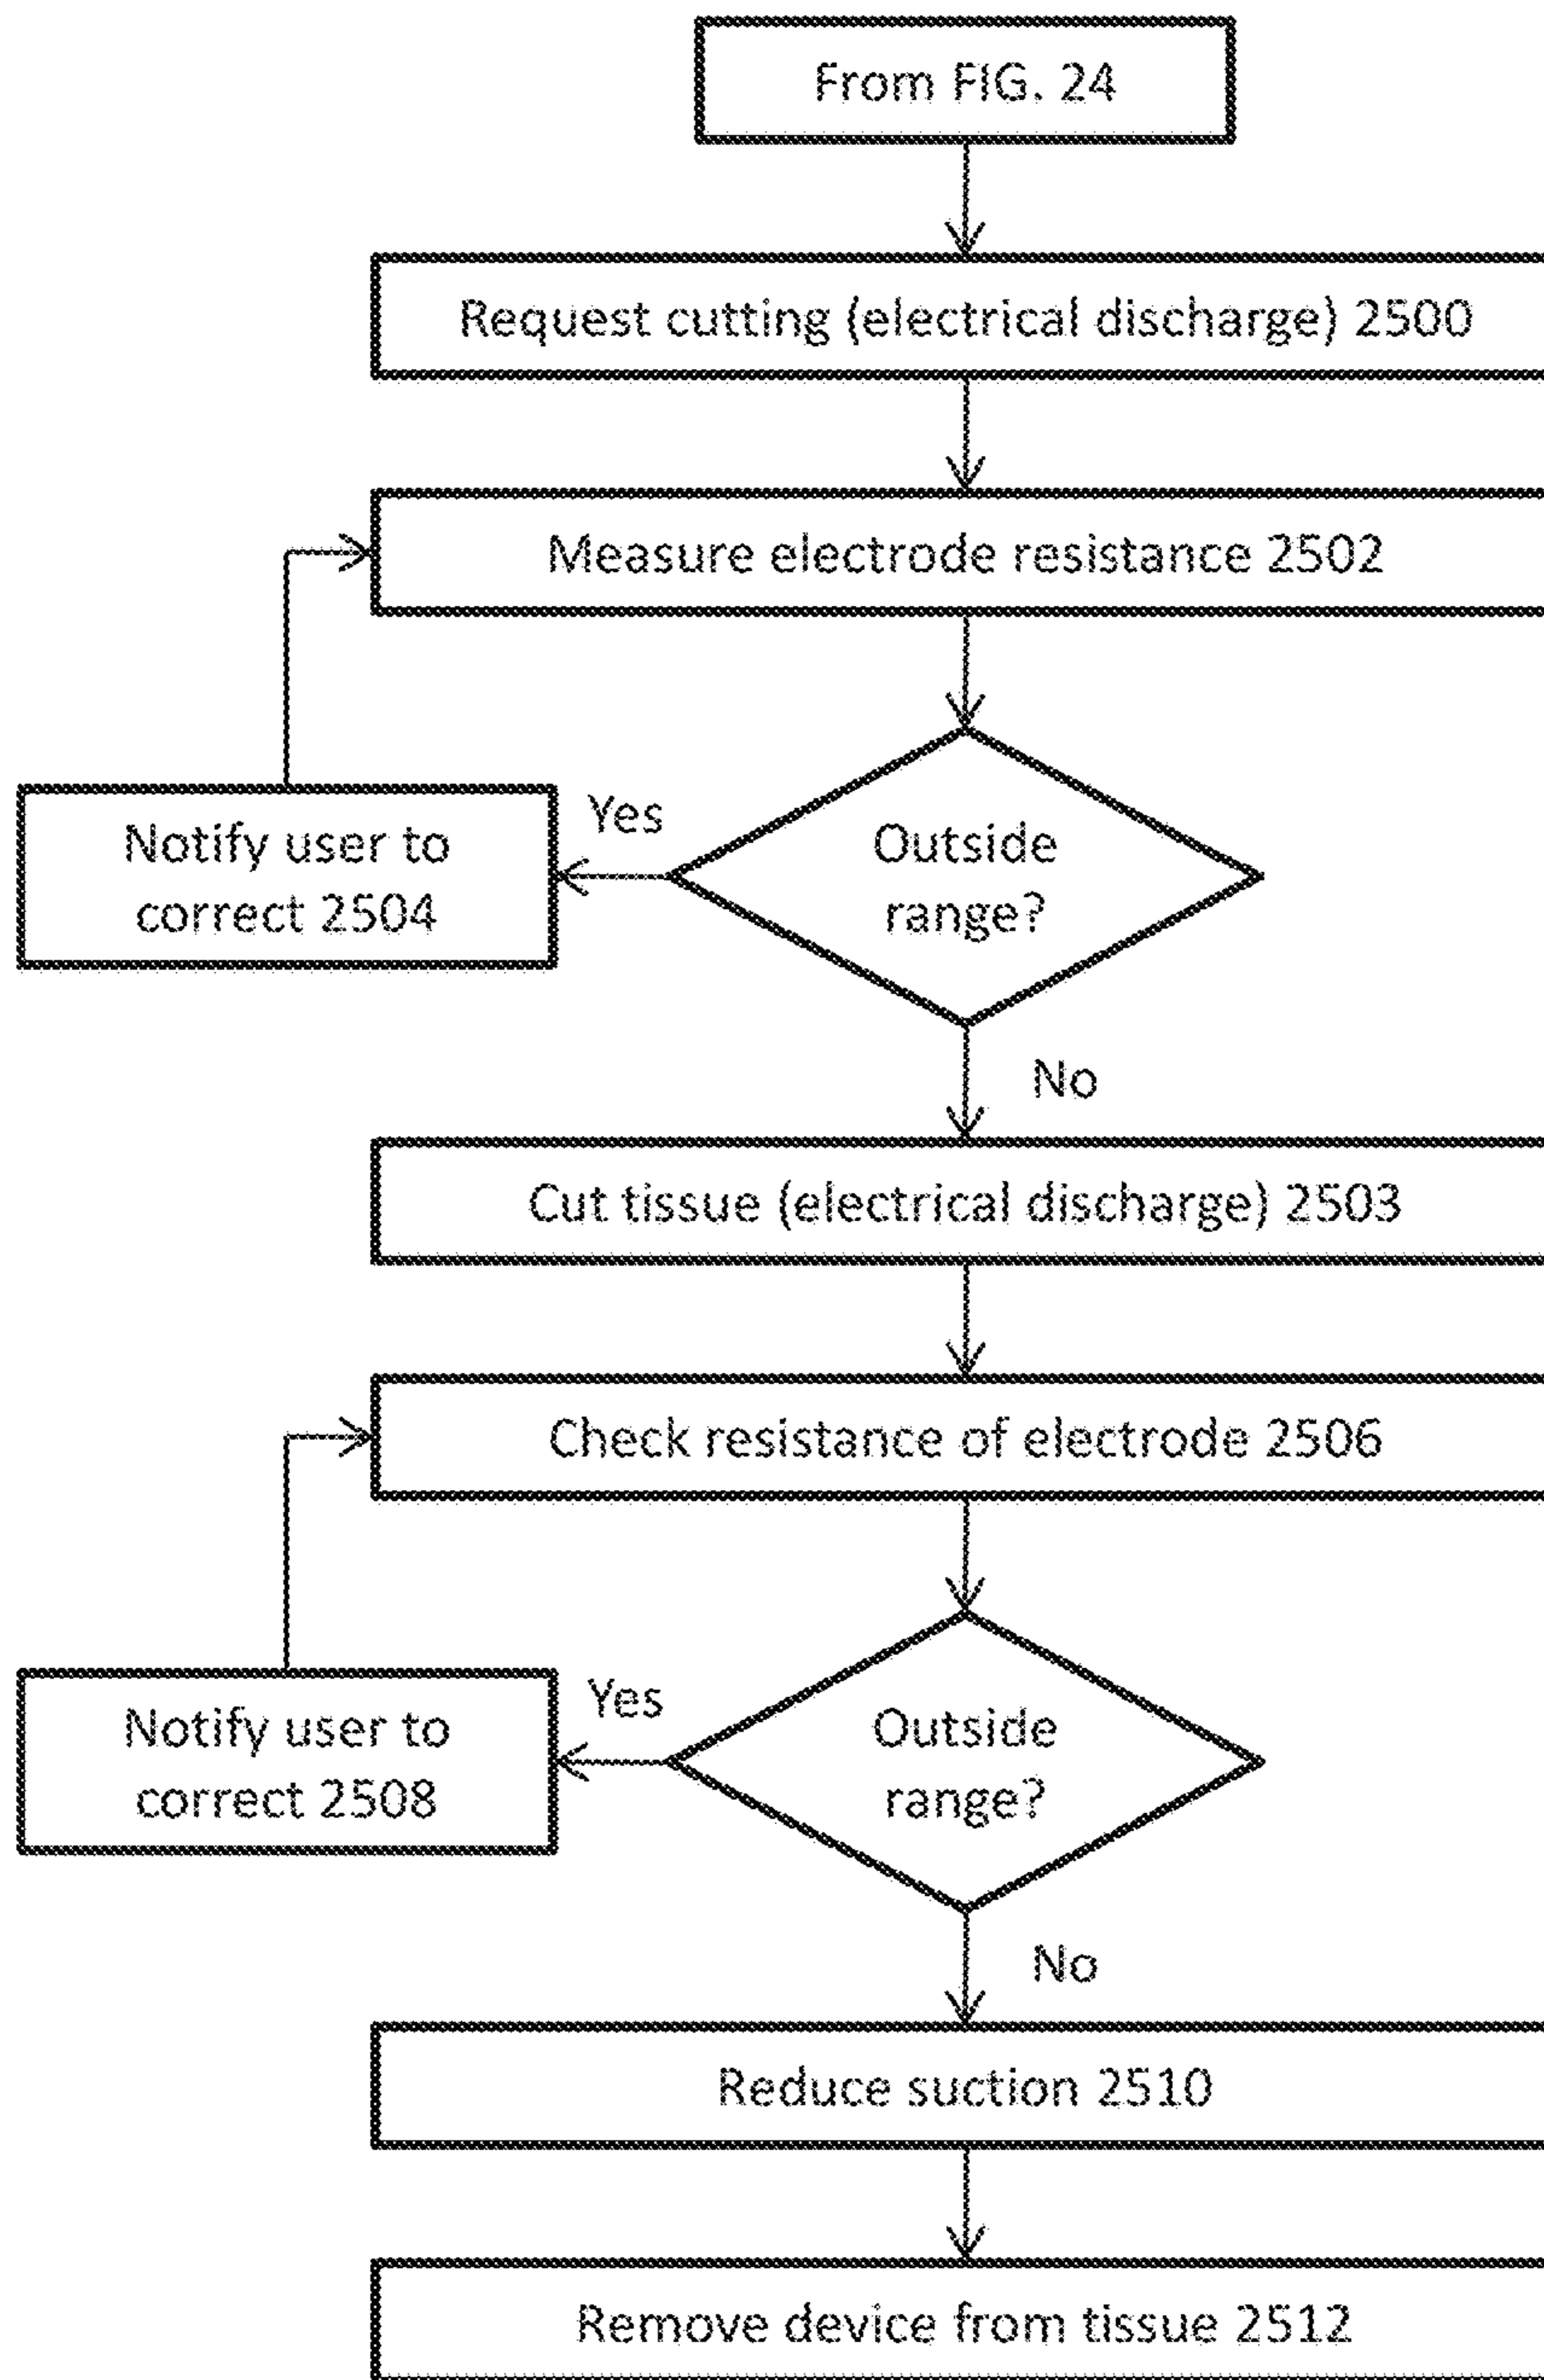 From FIG. 24
Request cutting (electrical discharge) 2500
Measure electrode resistance 2502
Yes
Outside
range?
Notify user to
correct 2504
No
Cut tissue (electrical discharge) 2503
Check resistance of electrode 2506
Yes
Outside
range?
Notify user to
correct 2508
No
Reduce suction 2510
Remove device from tissue 2512